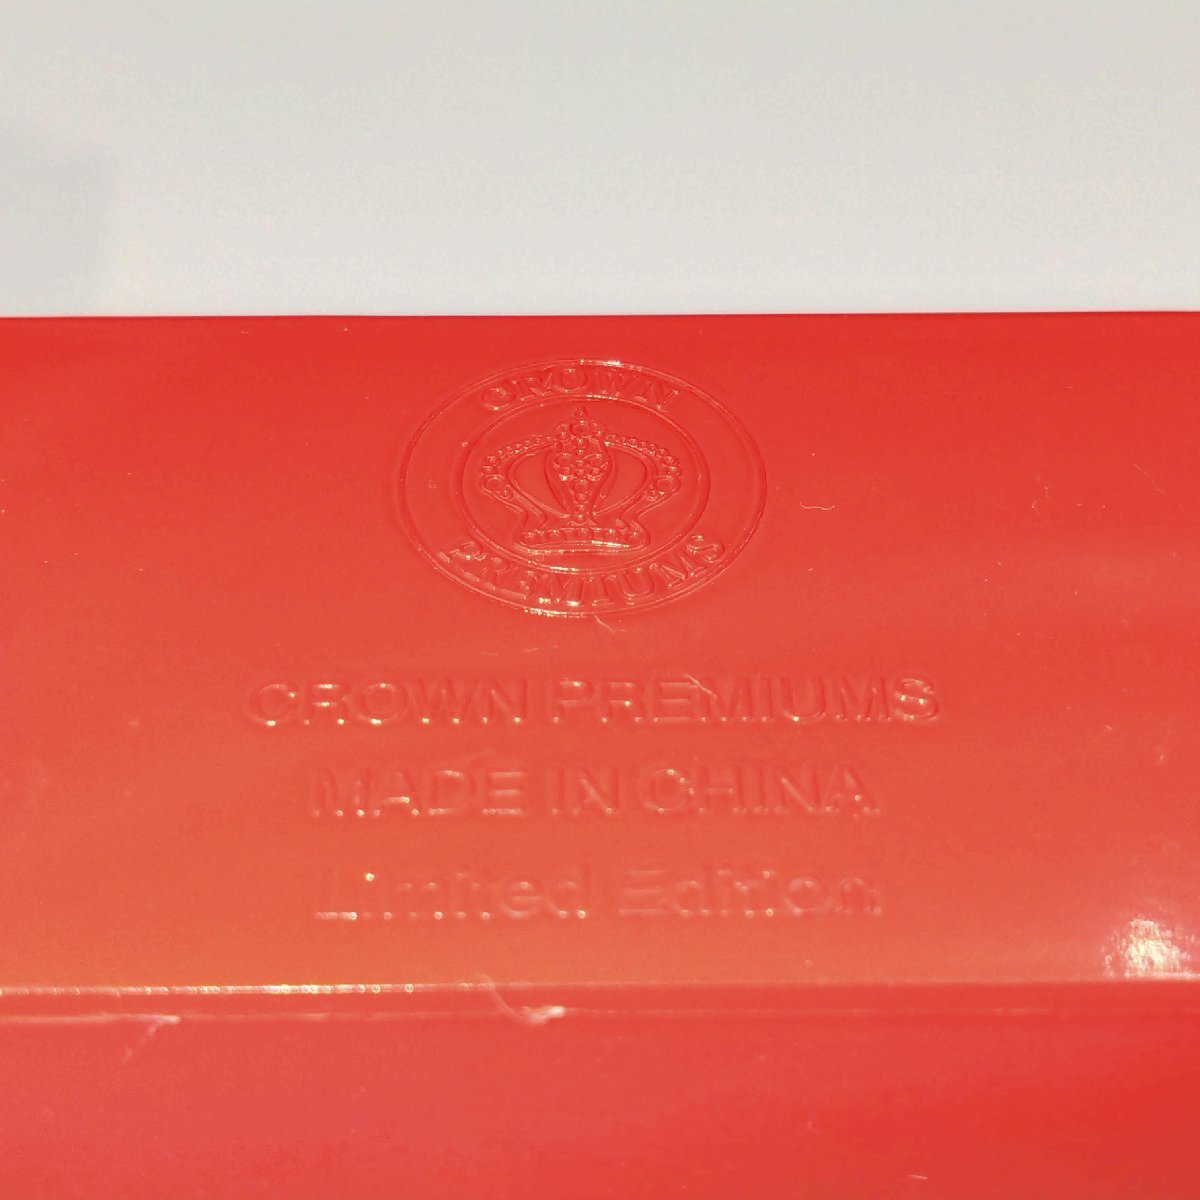 CROWN
PREMIUMS
CROWN PREMIUMS
MADE IN CHINA
Limited Edition